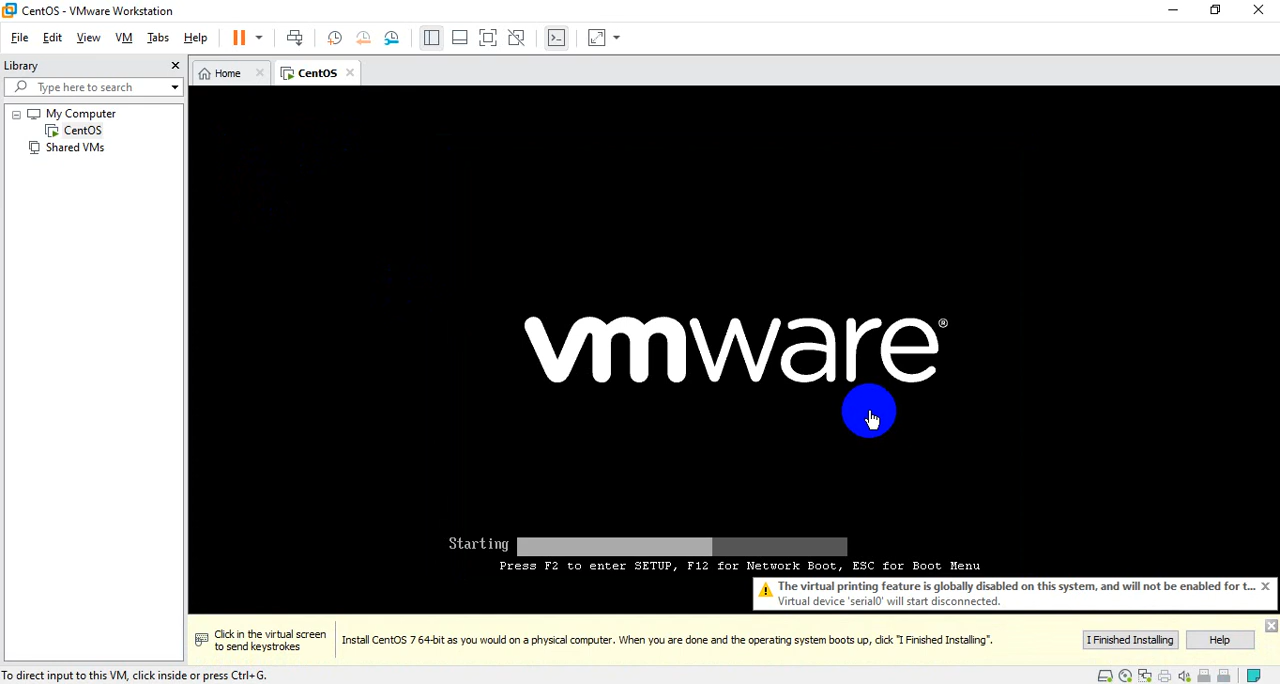 CentOS - VMware Workstation
File Edit View VM Tabs Help
Library
Type here to search
Home
CentOS
My Computer
CentOS
Shared VMs
vmware®
Starting
Press F2 to enter SETUP, F12 for Network Boot, ESC for Boot Menu
The virtual printing feature is globally disabled on this system, and will not be enabled for t...
Virtual device 'serial0' will start disconnected.
Click in the virtual screen
to send keystrokes
Install CentOS 7 64-bit as you would on a physical computer. When you are done and the operating system boots up, click "I Finished Installing".
I Finished Installing
Help
To direct input to this VM, click inside or press Ctrl+G.